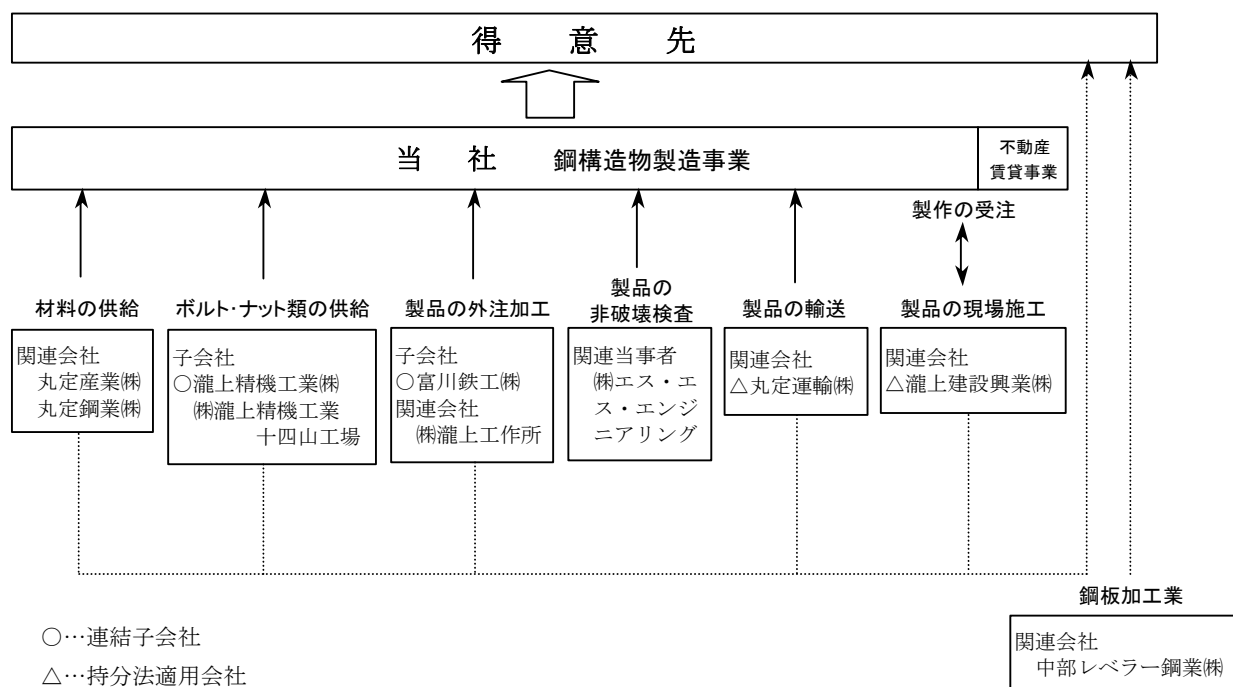 得意先
当社 鋼構造物製造事業
不動産
賃貸事業
製作の受注
材料の供給
関連会社
丸定産業㈱
丸定鋼業㈱
ボルト・ナット類の供給
子会社
○瀧上精機工業㈱
㈱瀧上精機工業
十四山工場
製品の外注加工
子会社
○富川鉄工㈱
関連会社
㈱瀧上工作所
製品の
非破壊検査
関連当事者
㈱エス・エ
ス・エンジ
ニアリング
製品の輸送
関連会社
△丸定運輸㈱
製品の現場施工
関連会社
△瀧上建設興業㈱
鋼板加工業
関連会社
中部レベラー鋼業㈱
○…連結子会社
△…持分法適用会社